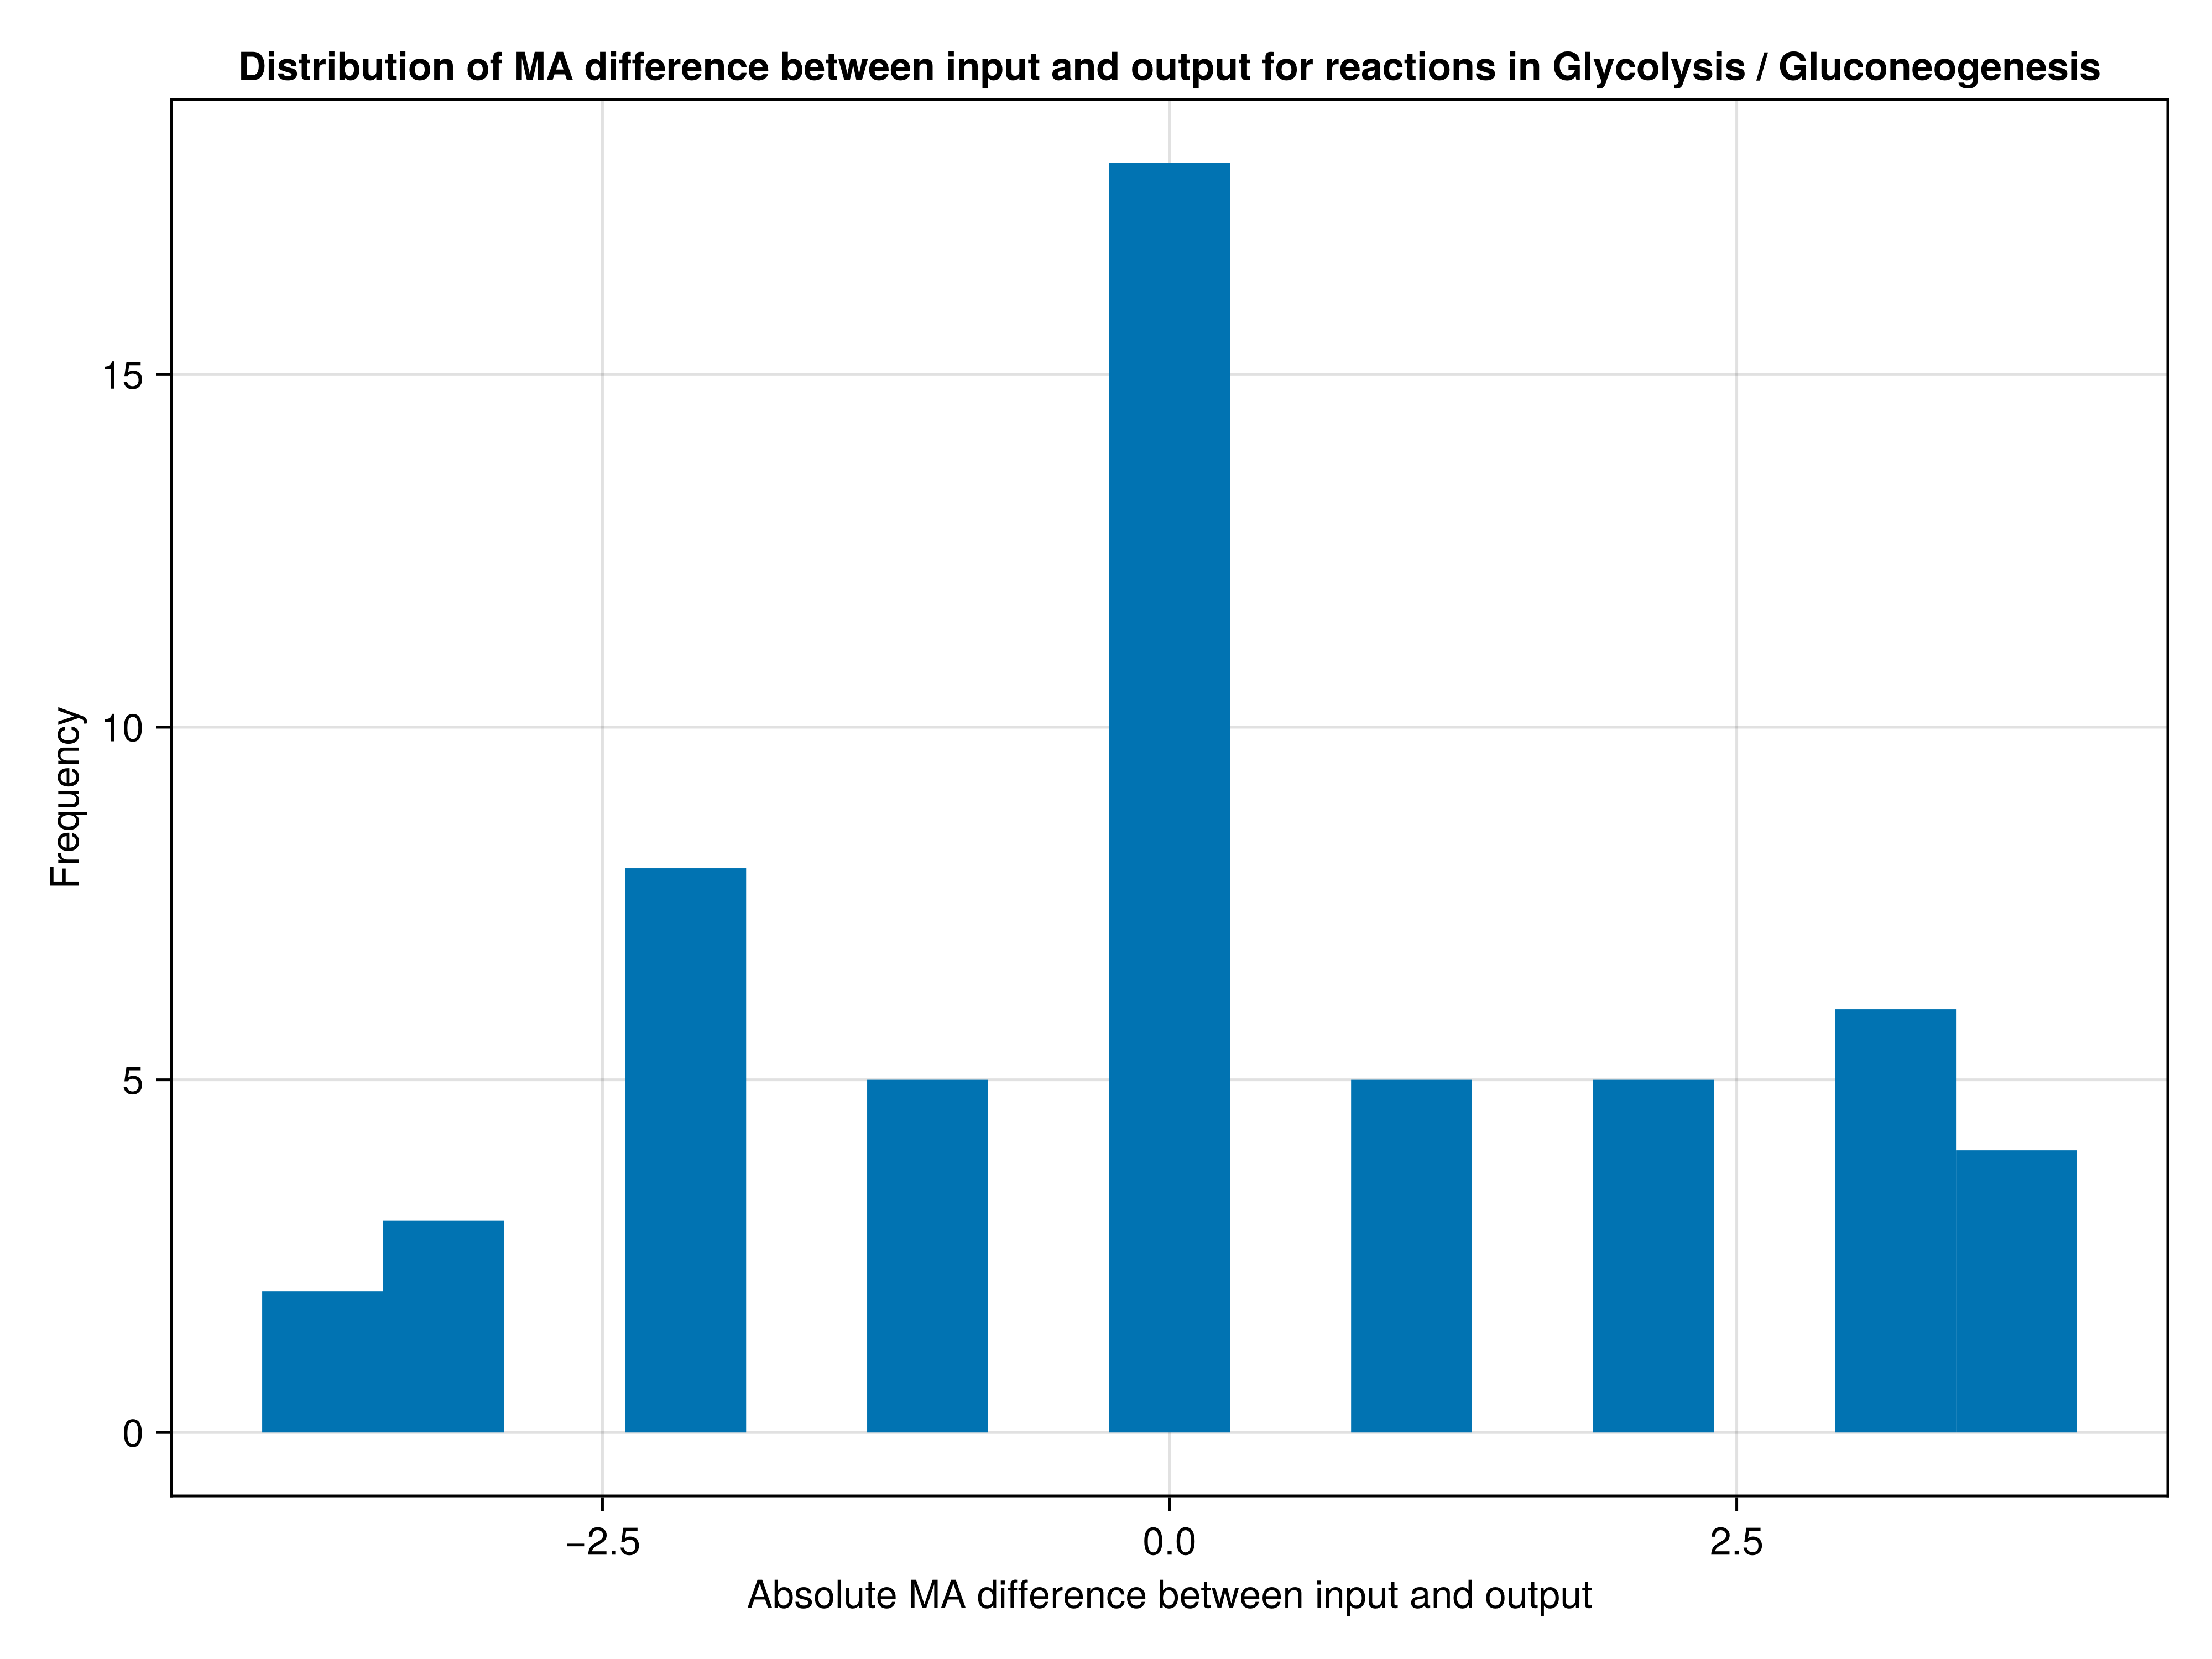 Distribution of MA difference between input and output for reactions in Glycolysis / Gluconeogenesis
Frequency
15
10
5
0
−2.5
0.0
2.5
Absolute MA difference between input and output